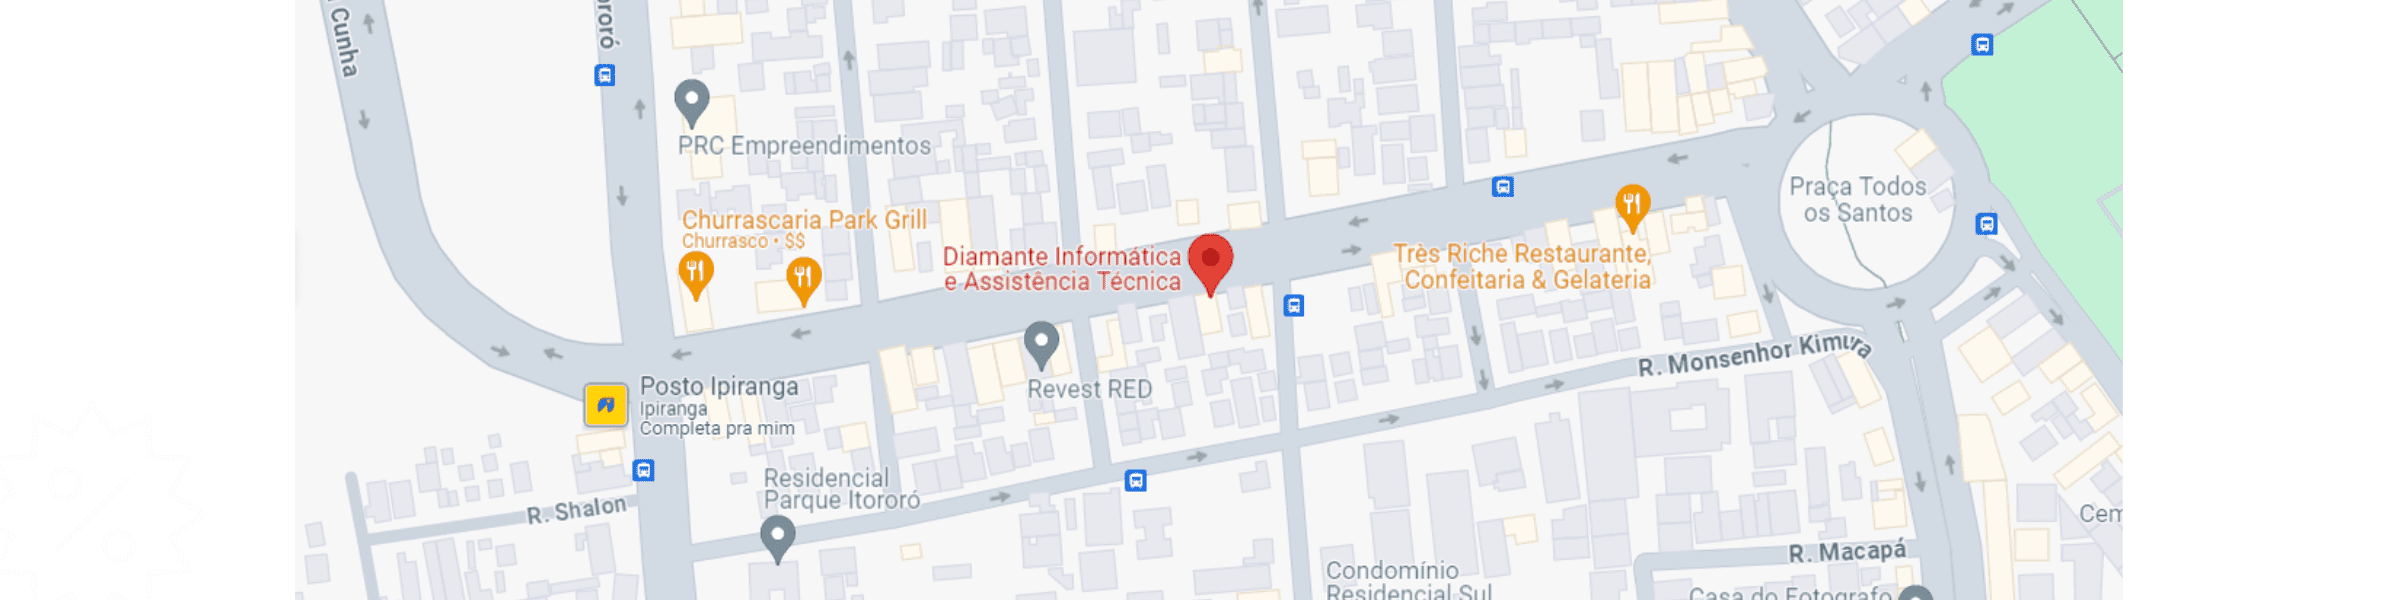 Cunha
ororó
PRC Empreendimentos
Praça Todos
os Santos
Churrascaria Park Grill
Churrasco • $$
Diamante Informática
e Assistência Técnica
Très Riche Restaurante,
Confeitaria & Gelateria
R. Monsenhor Kimura
Revest RED
Posto Ipiranga
Ipiranga
Completa pra mim
Residencial
Parque Itororó
R. Shalon
Cem
R. Macapá
Condomínio
Residencial Sul
Casa do Fotografo